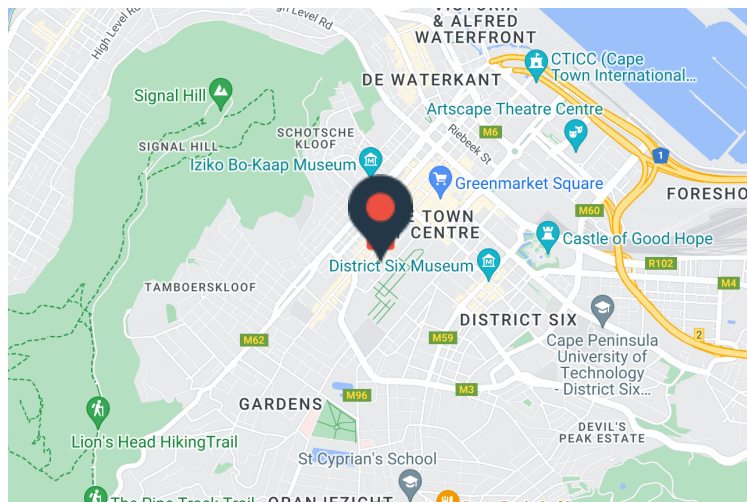 VICTORIA
& ALFRED
WATERFRONT
High Level Rd
High Level Rd
CTICC (Cape
Town International...
DE WATERKANT
Signal Hill
Artscape Theatre Centre
SCHOTSCHE
KLOOF
Riebeek St
M6
SIGNAL HILL
Iziko Bo-Kaap Museum
1
Greenmarket Square
FORESHO
M60
E TOWN
CENTRE
Castle of Good Hope
District Six Museum
R102
M4
TAMBOERSKLOOF
DISTRICT SIX
M62
M59
2
Cape Peninsula
University of
Technology
- District Six...
M3
M96
GARDENS
DEVIL'S
PEAK ESTATE
Lion's Head HikingTrail
St Cyprian's School
The Pipe Track Trail
ORANJEZICHT